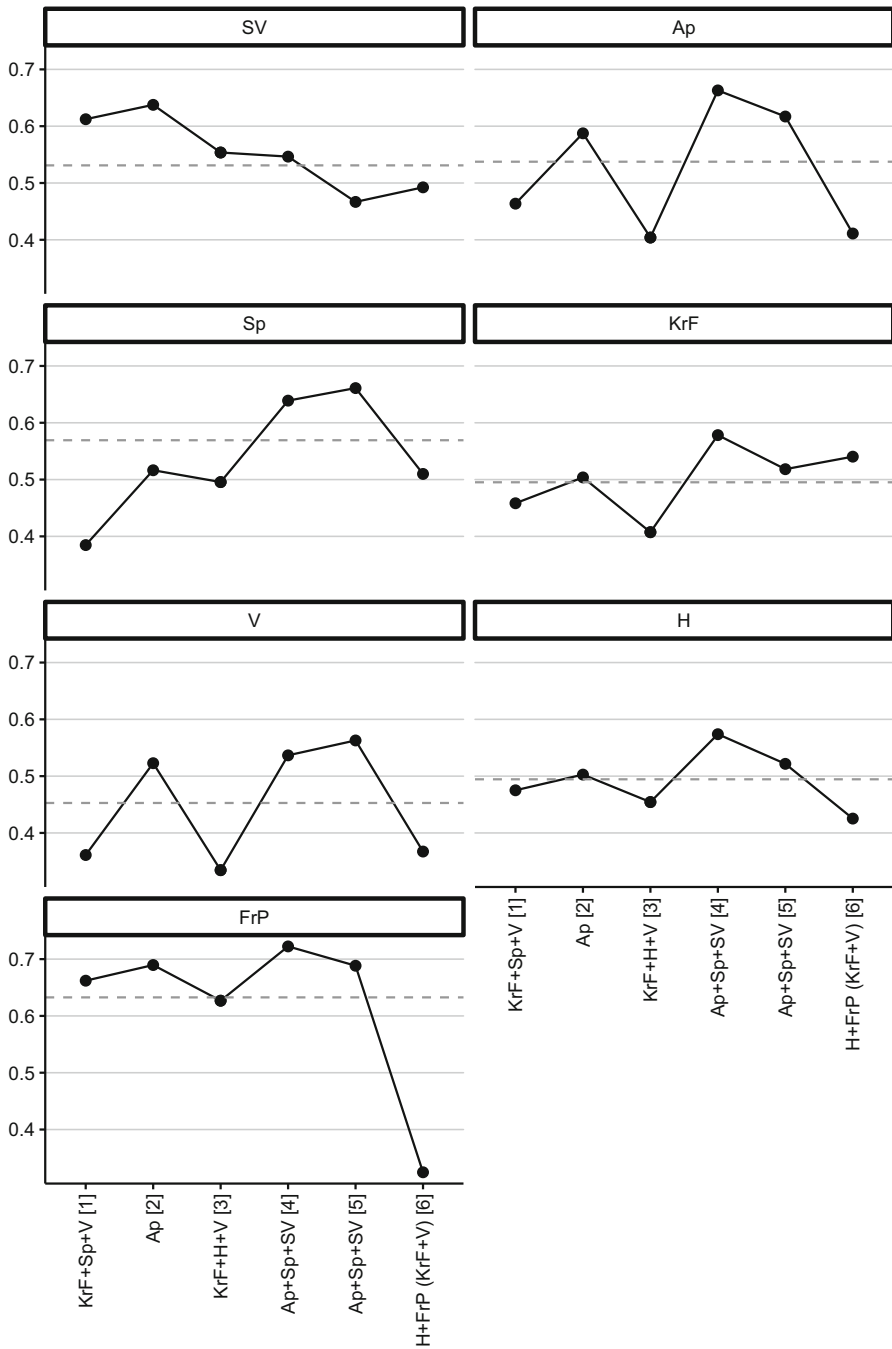 SV
Ap
0.7
0.6
0.5
0.4
Sp
KrF
0.7
0.6
0.5
0.4
V
H
0.7
0.6
0.5
0.4
KrF+Sp+V [1]
Ap [2]
KrF+H+V [3]
Ap+Sp+SV [4]
Ap+Sp+SV [5]
H+FrP (KrF+V) [6]
FrP
0.7
0.6
0.5
0.4
KrF+Sp+V [1]
Ap [2]
KrF+H+V [3]
Ap+Sp+SV [4]
Ap+Sp+SV [5]
H+FrP (KrF+V) [6]